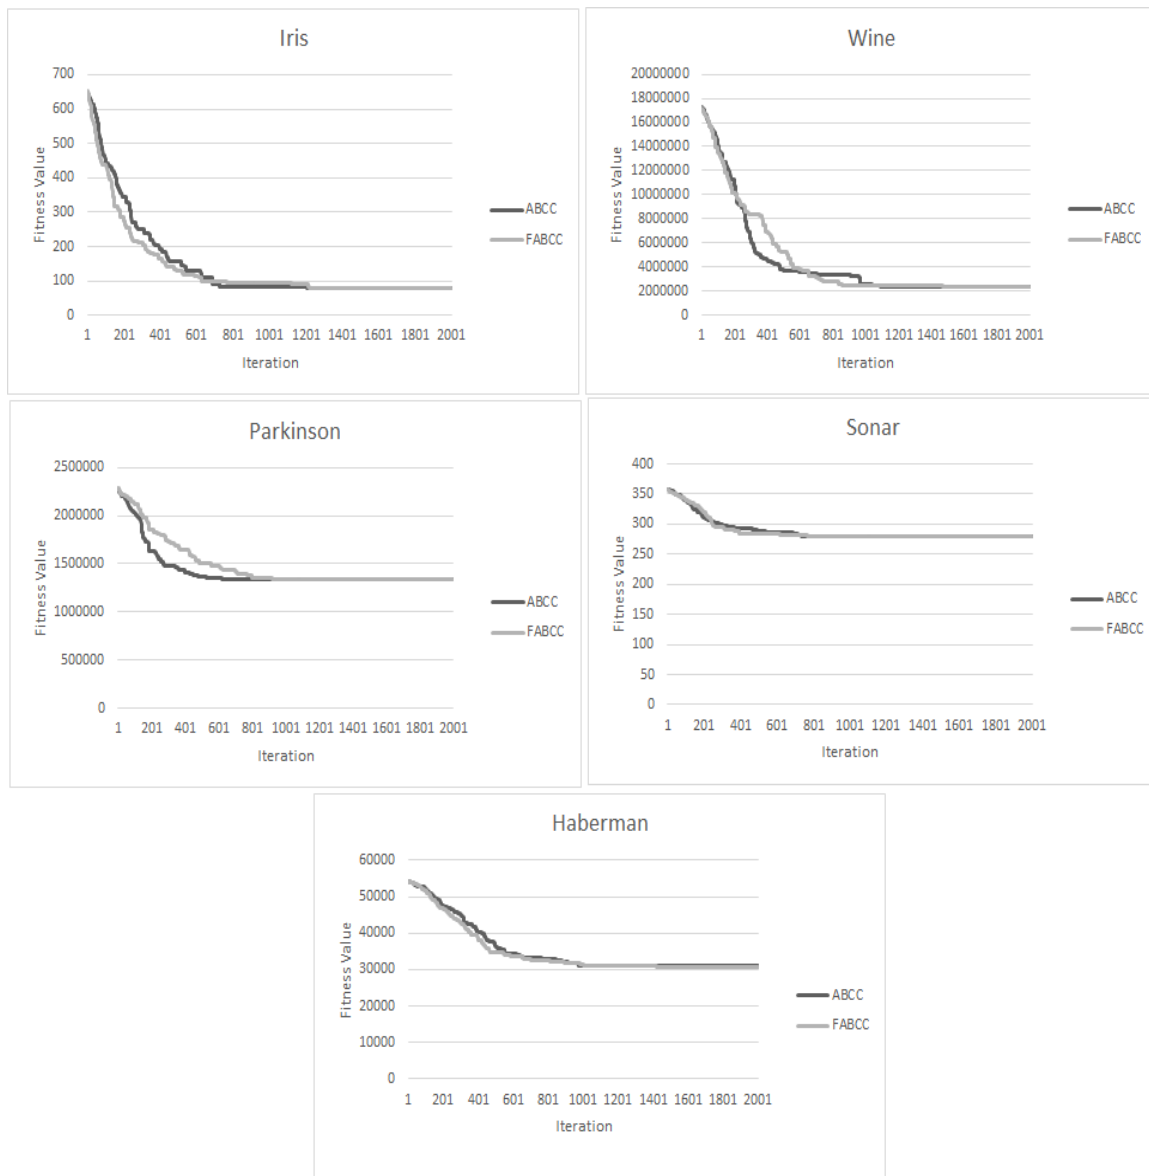 Iris
700
600
500
400
300
200
100
0
Fitness Value
1 201 401 601 801 1001 1201 1401 1601 1801 2001
Iteration
ABCC
FABCC
Wine
20000000
18000000
16000000
14000000
12000000
10000000
8000000
6000000
4000000
2000000
0
Fitness Value
1 201 401 601 801 1001 1201 1401 1601 1801 2001
Iteration
ABCC
FABCC
Parkinson
2500000
2000000
1500000
1000000
500000
0
Fitness Value
1 201 401 601 801 1001 1201 1401 1601 1801 2001
Iteration
ABCC
FABCC
Sonar
400
350
300
250
200
150
100
50
0
Fitness Value
1 201 401 601 801 1001 1201 1401 1601 1801 2001
Iteration
ABCC
FABCC
Haberman
60000
50000
40000
30000
20000
10000
0
Fitness Value
1 201 401 601 801 1001 1201 1401 1601 1801 2001
Iteration
ABCC
FABCC